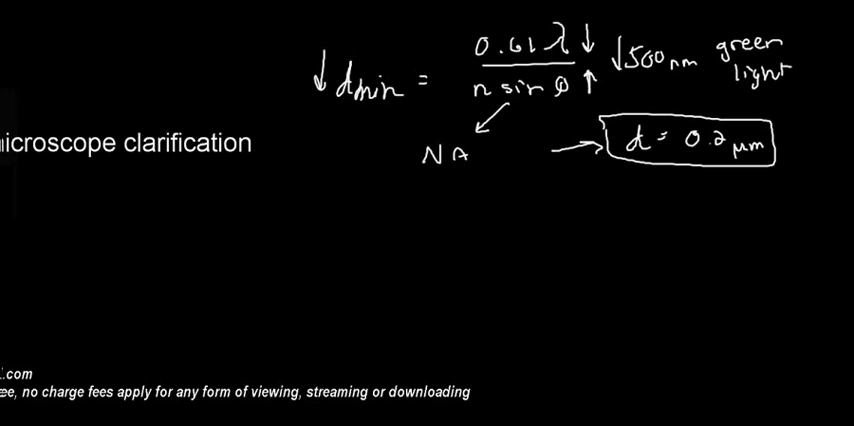 ↓ dmin = 0.61 λ ↓ / n sin θ ↑ ↓ 500 nm green light
NA
→ d = 0.2 μm
microscope clarification
.com
ee, no charge fees apply for any form of viewing, streaming or downloading